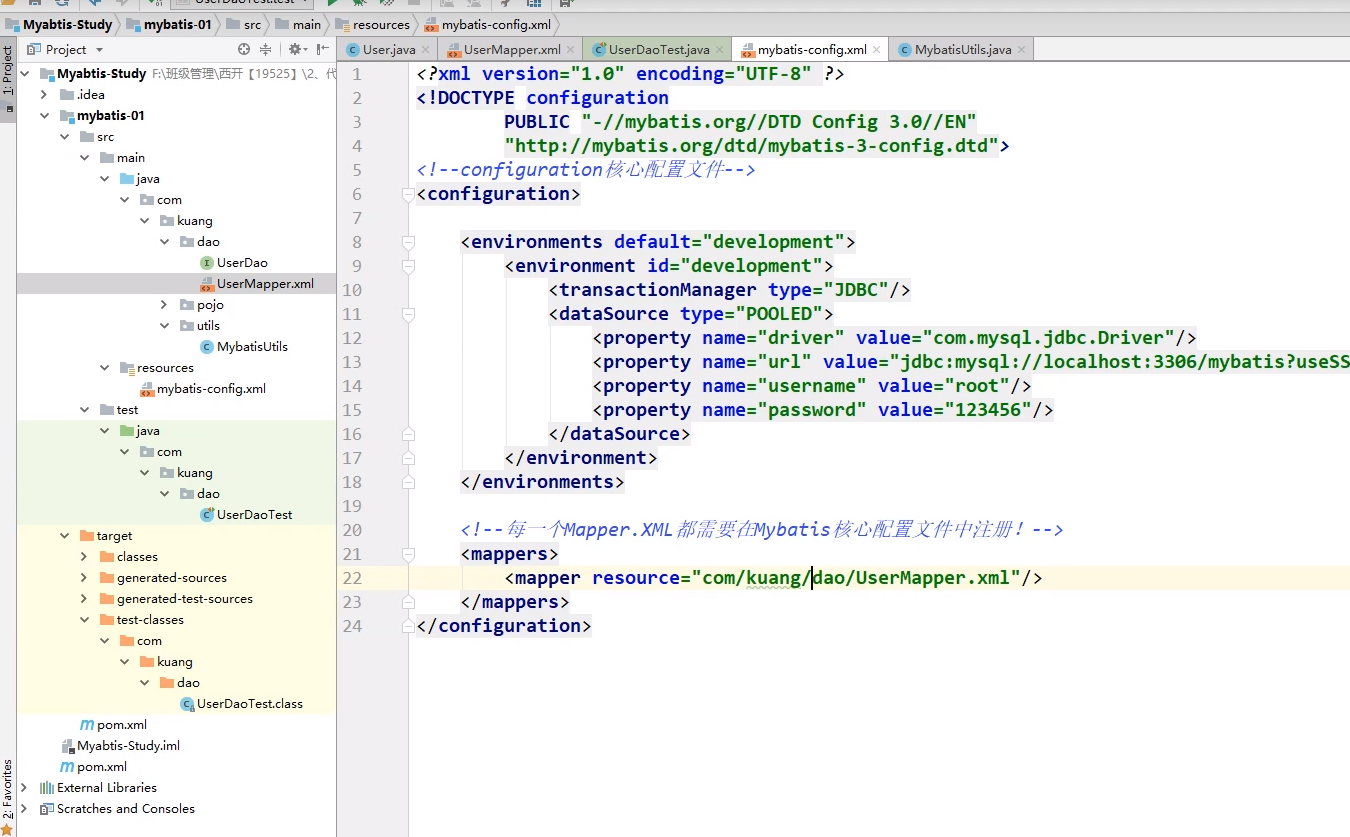 UserDaoTest.test
Myabtis-Study mybatis-01 src main resources mybatis-config.xml
1: Project
Project
User.java UserMapper.xml UserDaoTest.java mybatis-config.xml MybatisUtils.java
Myabtis-Study F:\班级管理\西开【19525】\2、代
.idea
mybatis-01
src
main
java
com
kuang
dao
UserDao
UserMapper.xml
pojo
utils
MybatisUtils
resources
mybatis-config.xml
test
java
com
kuang
dao
UserDaoTest
target
classes
generated-sources
generated-test-sources
test-classes
com
kuang
dao
UserDaoTest.class
pom.xml
Myabtis-Study.iml
pom.xml
External Libraries
Scratches and Consoles
2: Favorites
1 <?xml version="1.0" encoding="UTF-8" ?>
2 <!DOCTYPE configuration
3 PUBLIC "-//mybatis.org//DTD Config 3.0//EN"
4 "http://mybatis.org/dtd/mybatis-3-config.dtd">
5 <!--configuration核心配置文件-->
6 <configuration>
7
8 <environments default="development">
9 <environment id="development">
10 <transactionManager type="JDBC"/>
11 <dataSource type="POOLED">
12 <property name="driver" value="com.mysql.jdbc.Driver"/>
13 <property name="url" value="jdbc:mysql://localhost:3306/mybatis?useSS
14 <property name="username" value="root"/>
15 <property name="password" value="123456"/>
16 </dataSource>
17 </environment>
18 </environments>
19
20 <!--每一个Mapper.XML都需要在Mybatis核心配置文件中注册！-->
21 <mappers>
22 <mapper resource="com/kuang/dao/UserMapper.xml"/>
23 </mappers>
24 </configuration>